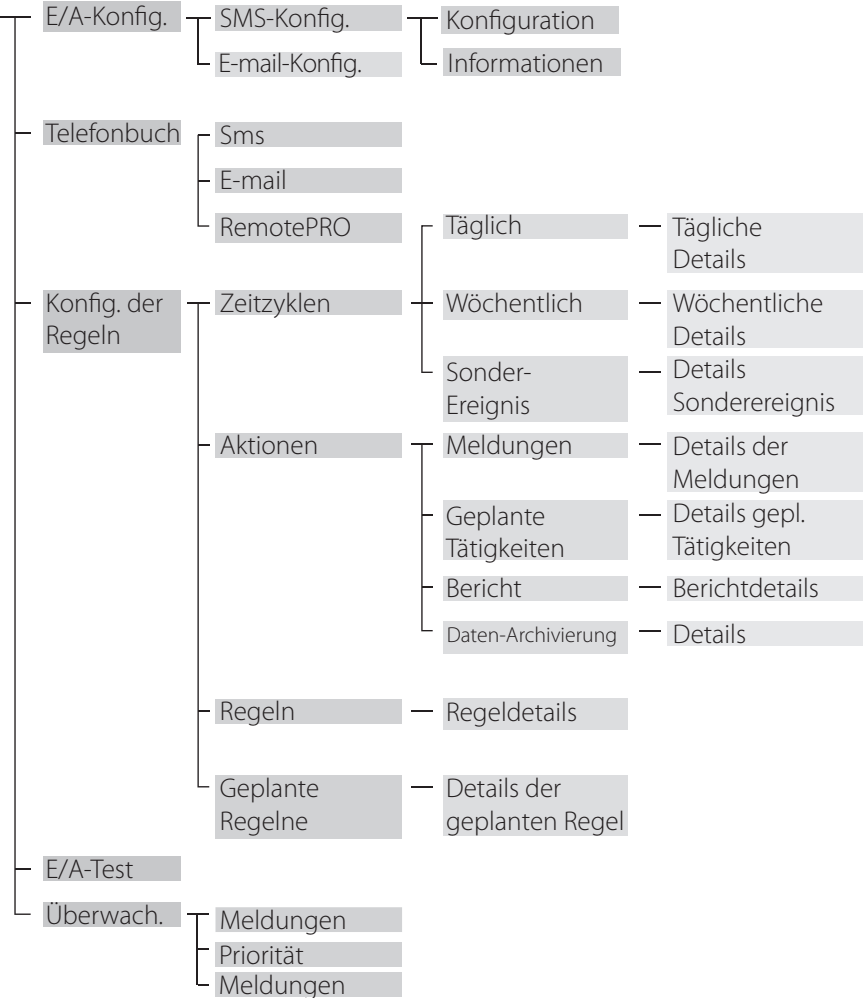 E/A-Konfig.
SMS-Konfig.
Konfiguration
E-mail-Konfig.
Informationen
Telefonbuch
Sms
E-mail
RemotePRO
Konfig. der
Regeln
Zeitzyklen
Täglich
Tägliche
Details
Wöchentlich
Wöchentliche
Details
Sonder-
Ereignis
Details
Sonderereignis
Aktionen
Meldungen
Details der
Meldungen
Geplante
Tätigkeiten
Details gepl.
Tätigkeiten
Bericht
Berichtdetails
Daten-Archivierung
Details
Regeln
Regeldetails
Geplante
Regelne
Details der
geplanten Regel
E/A-Test
Überwach.
Meldungen
Priorität
Meldungen